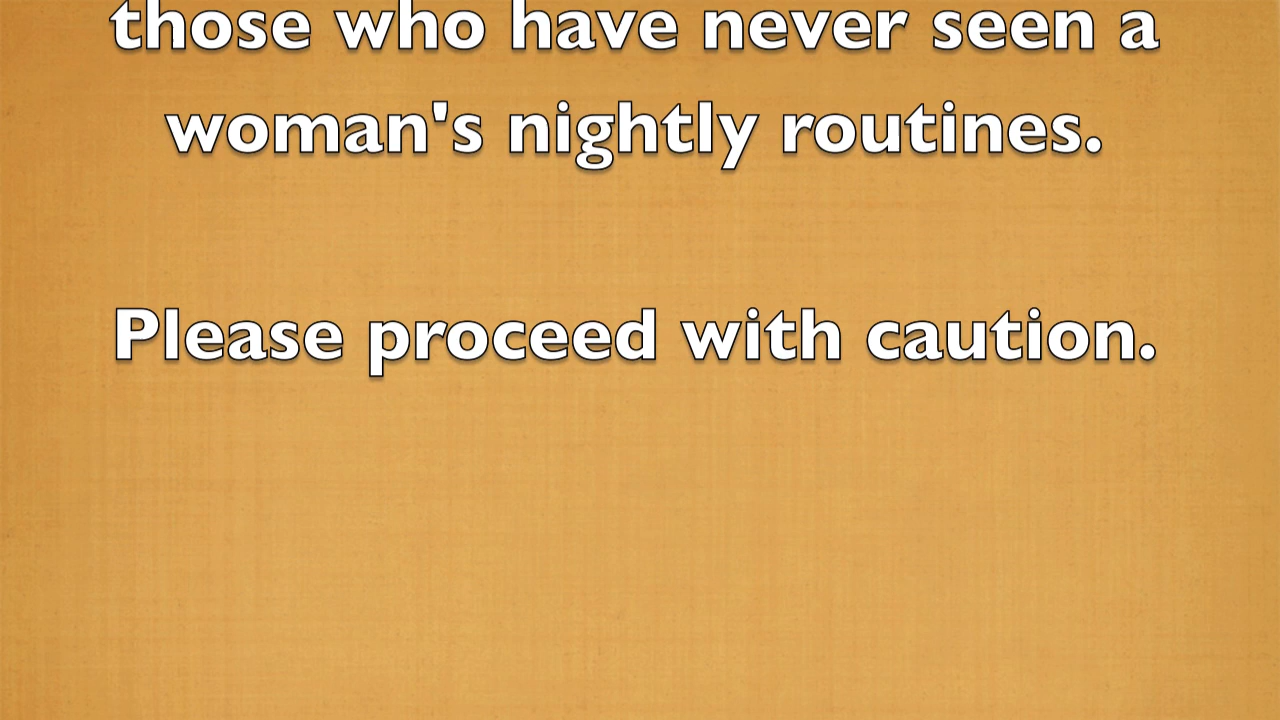 those who have never seen a
woman's nightly routines.
Please proceed with caution.